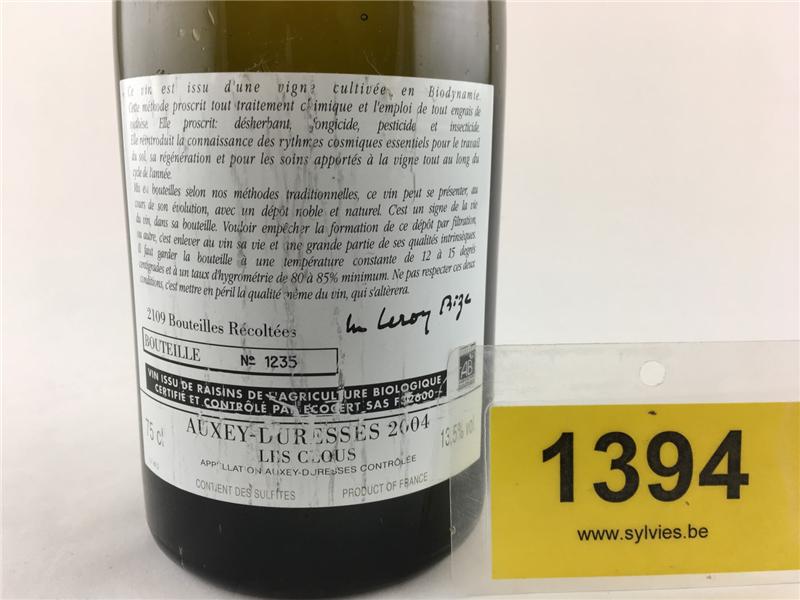 Ce vin est issu d'une vigne cultivée en Biodynamie.
Cette méthode proscrit tout traitement chimique et l'emploi de tout engrais de
synthèse. Elle proscrit: désherbant, fongicide, pesticide et insecticide.
Elle réintroduit la connaissance des rythmes cosmiques essentiels pour le travail
du sol, sa régénération et pour les soins apportés à la vigne tout au long du
cycle de l'année.
Mis en bouteilles selon nos méthodes traditionnelles, ce vin peut se présenter, au
cours de son évolution, avec un dépôt noble et naturel. C'est un signe de la vie
du vin, dans sa bouteille. Vouloir empêcher la formation de ce dépôt par filtration,
ou autre, c'est enlever au vin sa vie et une grande partie de ses qualités intrinsèques.
Il faut garder la bouteille à une température constante de 12 à 15 degrés
centigrades et à un taux d'hygrométrie de 80 à 85% minimum. Ne pas respecter ces deux
conditions, c'est mettre en péril la qualité même du vin, qui s'altèrera.
2109 Bouteilles Récoltées
Leroy Bize
BOUTEILLE Nº 1235
AB
VIN ISSU DE RAISINS DE L'AGRICULTURE BIOLOGIQUE
CERTIFIÉ ET CONTRÔLÉ PAR ECOCERT SAS F32600
75 cl AUXEY-DURESSES 2004 13,5% vol.
LES CLOUS
APPELLATION AUXEY-DURESSES CONTRÔLÉE
CONTIENT DES SULFITES PRODUCT OF FRANCE
1394
www.sylvies.be